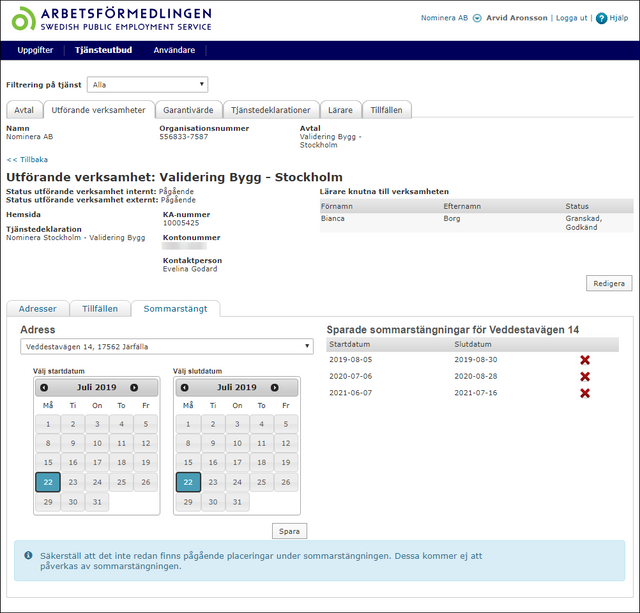 ARBETSFÖRMEDLINGEN
SWEDISH PUBLIC EMPLOYMENT SERVICE
Nominera AB Arvid Aronsson | Logga ut | ? Hjälp
Uppgifter Tjänsteutbud Användare
Filtrering på tjänst Alla
Avtal Utförande verksamheter Garantivärde Tjänstedeklarationer Lärare Tillfällen
Namn Organisationsnummer Avtal
Nominera AB 556833-7587 Validering Bygg -
Stockholm
<< Tillbaka
Utförande verksamhet: Validering Bygg - Stockholm
Status utförande verksamhet internt: Pågående
Status utförande verksamhet externt: Pågående
Hemsida
Tjänstedeklaration
Nominera Stockholm - Validering Bygg
KA-nummer
10005425
Kontonummer
Kontaktperson
Evelina Godard
Lärare knutna till verksamheten
Förnamn Efternamn Status
Bianca Borg Granskad,
Godkänd
Redigera
Adresser Tillfällen Sommarstängt
Adress
Veddestavägen 14, 17562 Järfälla
Välj startdatum
Juli 2019
Må Ti On To Fr
1 2 3 4 5
8 9 10 11 12
15 16 17 18 19
22 23 24 25 26
29 30 31
Välj slutdatum
Juli 2019
Må Ti On To Fr
1 2 3 4 5
8 9 10 11 12
15 16 17 18 19
22 23 24 25 26
29 30 31
Sparade sommarstängningar för Veddestavägen 14
Startdatum Slutdatum
2019-08-05 2019-08-30
2020-07-06 2020-08-28
2021-06-07 2021-07-16
Spara
Säkerställ att det inte redan finns pågående placeringar under sommarstängningen. Dessa kommer ej att
påverkas av sommarstängningen.